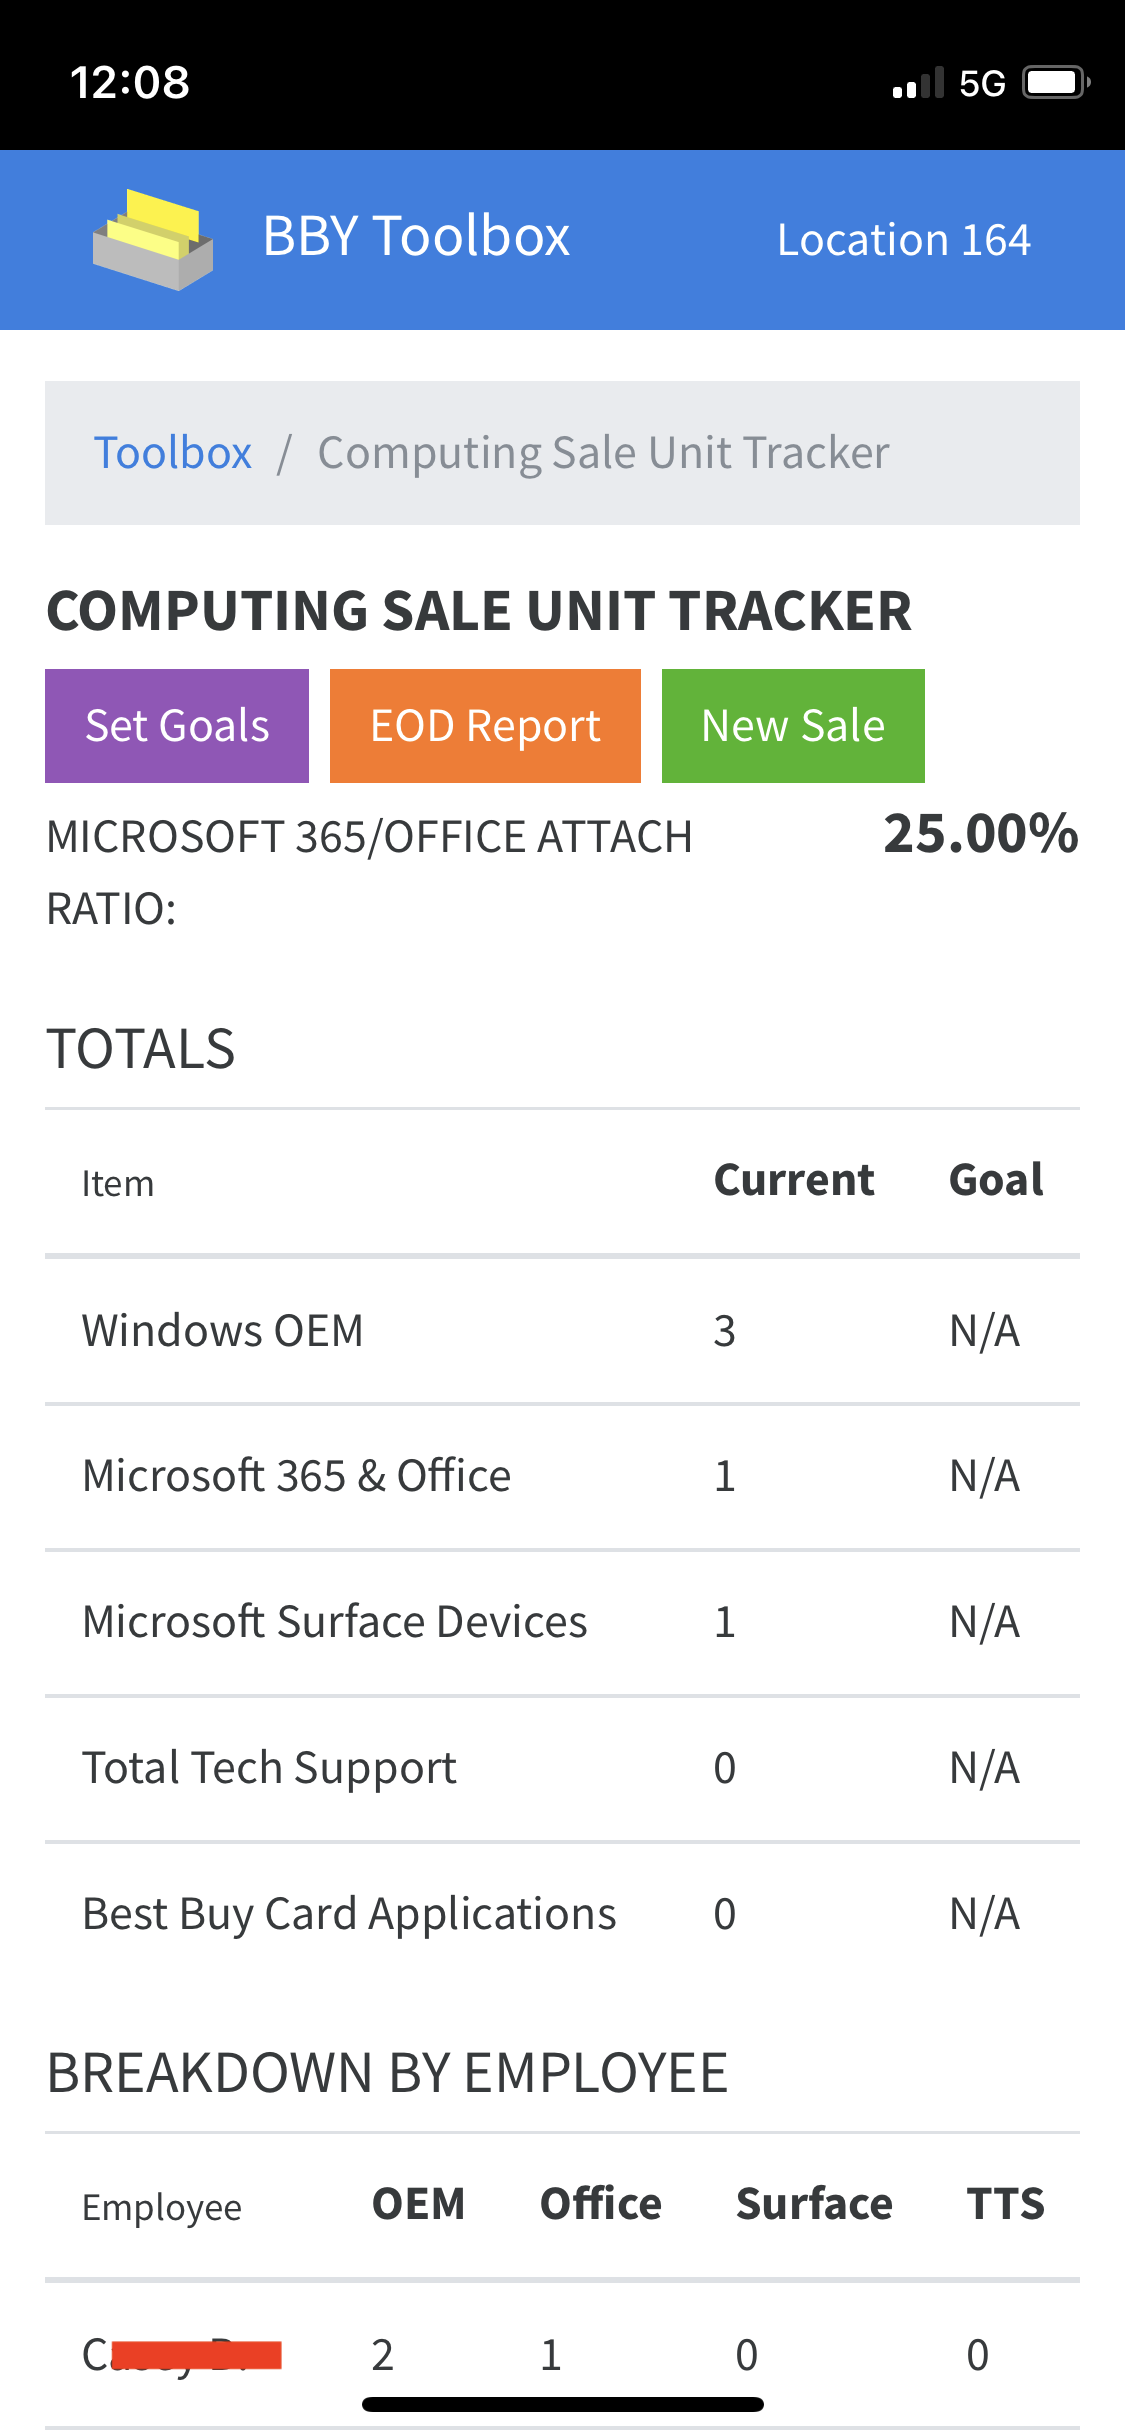 12:08
5G
BBY Toolbox
Location 164
Toolbox / Computing Sale Unit Tracker
COMPUTING SALE UNIT TRACKER
Set Goals
EOD Report
New Sale
MICROSOFT 365/OFFICE ATTACH 25.00%
RATIO:
TOTALS
Item Current Goal
Windows OEM 3 N/A
Microsoft 365 & Office 1 N/A
Microsoft Surface Devices 1 N/A
Total Tech Support 0 N/A
Best Buy Card Applications 0 N/A
BREAKDOWN BY EMPLOYEE
Employee OEM Office Surface TTS
2 1 0 0